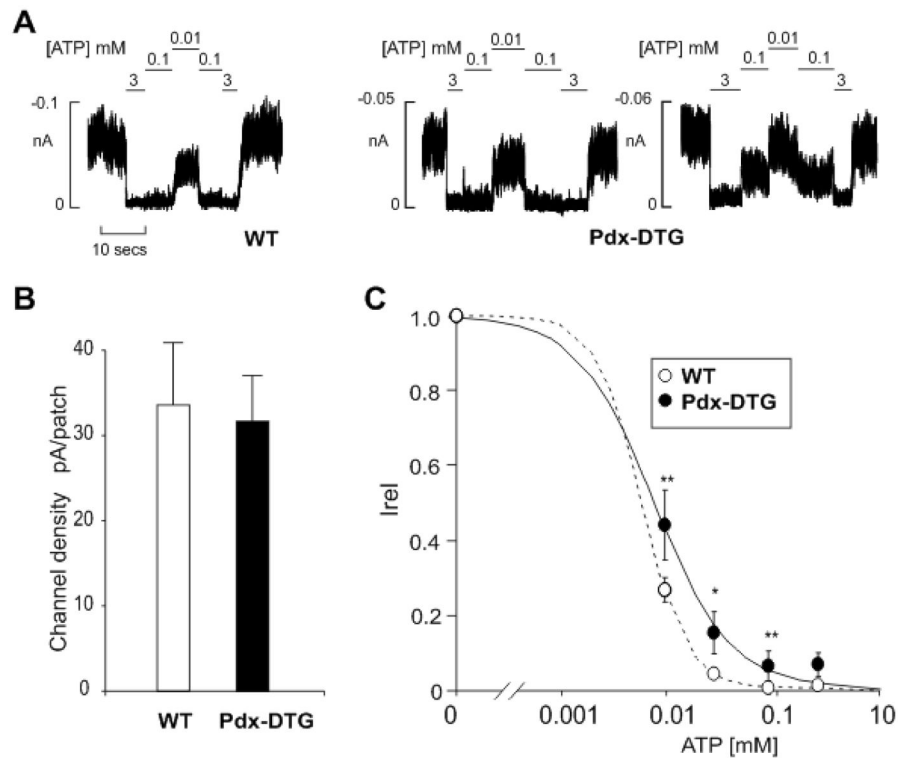 A
[ATP] mM
0.01
0.1
0.1
3
3
-0.1
nA
0
10 secs
WT
[ATP] mM
0.01
0.1
0.1
3
3
-0.05
nA
0
[ATP] mM
0.01
0.1
0.1
3
3
-0.06
nA
0
Pdx-DTG
B
Channel density pA/patch
40
30
20
10
0
WT
Pdx-DTG
C
Irel
1.0
0.8
0.6
0.4
0.2
0
WT
Pdx-DTG
**
*
**
0
0.001
0.01
0.1
10
ATP [mM]